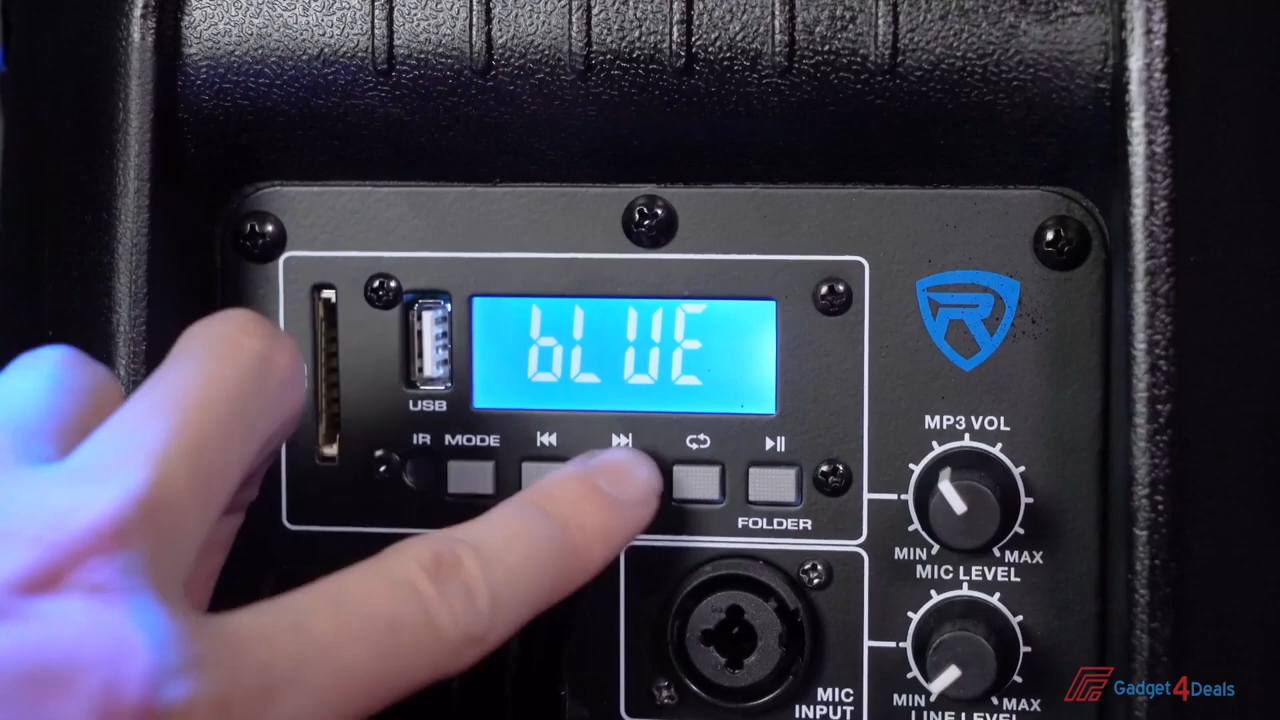 bLUE
USB
IR MODE
FOLDER
MP3 VOL
MIN MAX
MIC LEVEL
MIN MAX
LINE LEVEL
MIC
INPUT
Gadget4Deals